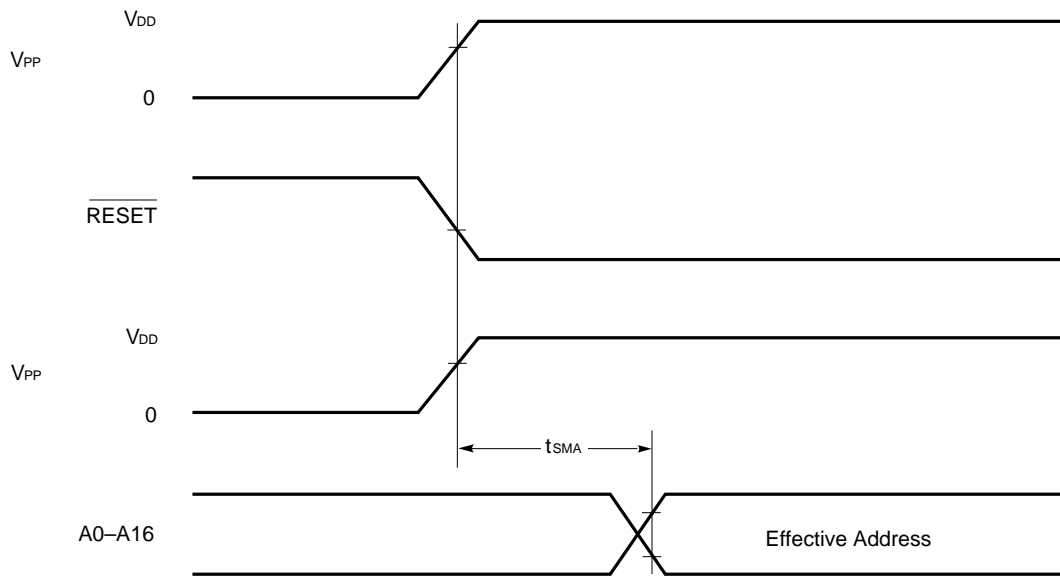 VDD
VPP
0
RESET
VDD
VPP
0
tSMA
A0–A16
Effective Address